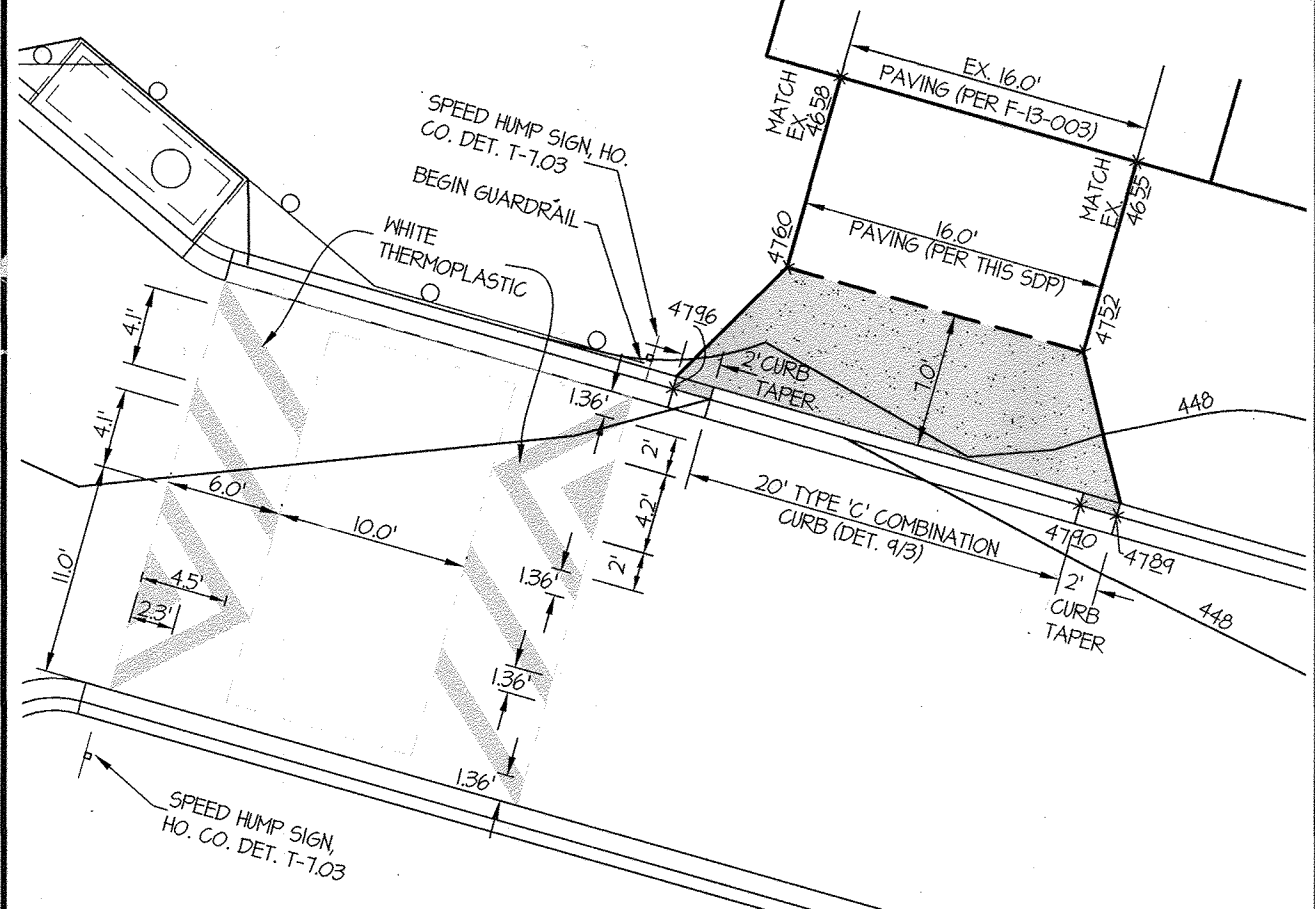 EX. 16.0'
PAVING (PER F-13-003)
MATCH
EX.
4658
MATCH
EX.
4655
SPEED HUMP SIGN, HO.
CO. DET. T-7.03
BEGIN GUARDRAIL
WHITE
THERMOPLASTIC
4760
16.0'
PAVING (PER THIS SDP)
4752
4796
2' CURB
TAPER
7.0'
448
4.1'
4.1'
1.36'
2'
4.2'
2'
20' TYPE 'C' COMBINATION
CURB (DET. 9/3)
4790
4789
2'
CURB
TAPER
448
6.0'
10.0'
11.0'
4.5'
2.3'
1.36'
1.36'
1.36'
SPEED HUMP SIGN,
HO. CO. DET. T-7.03